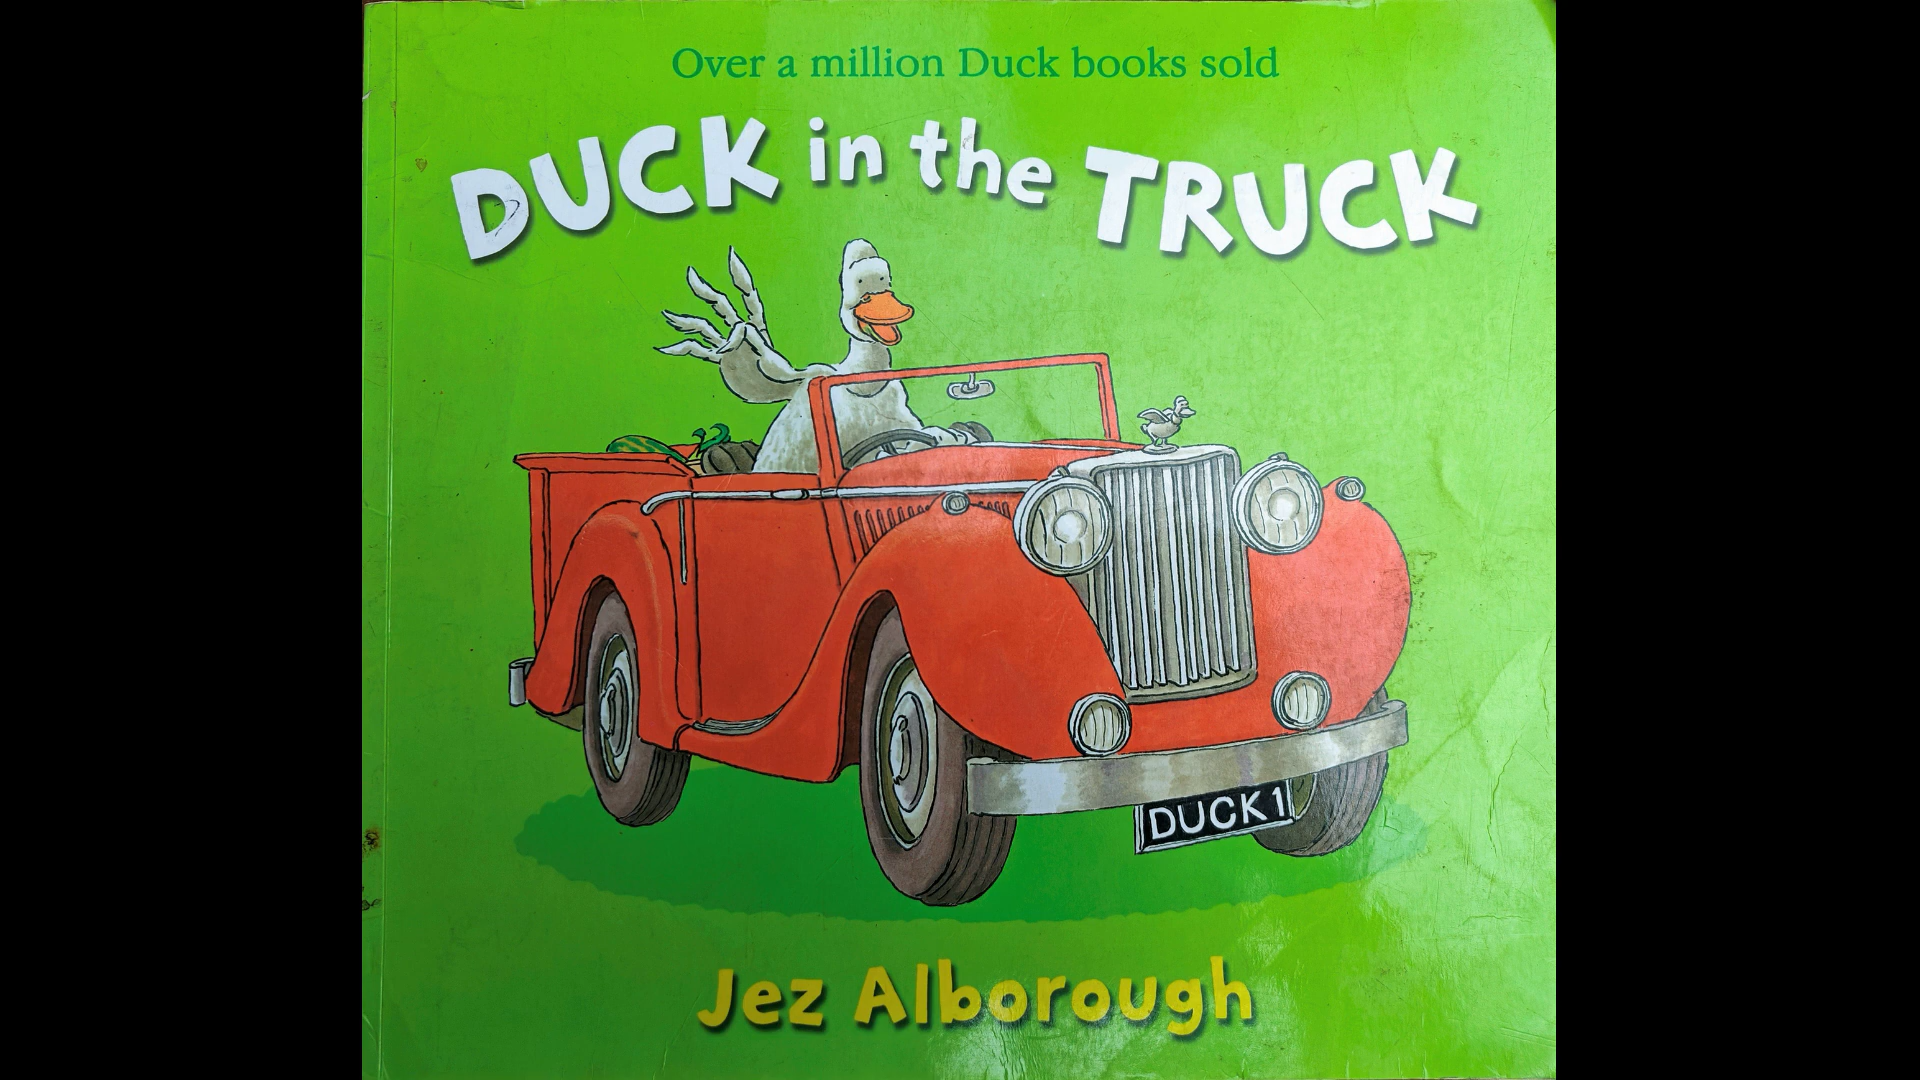 Over a million Duck books sold
DUCK in the TRUCK
DUCK 1
Jez Alborough